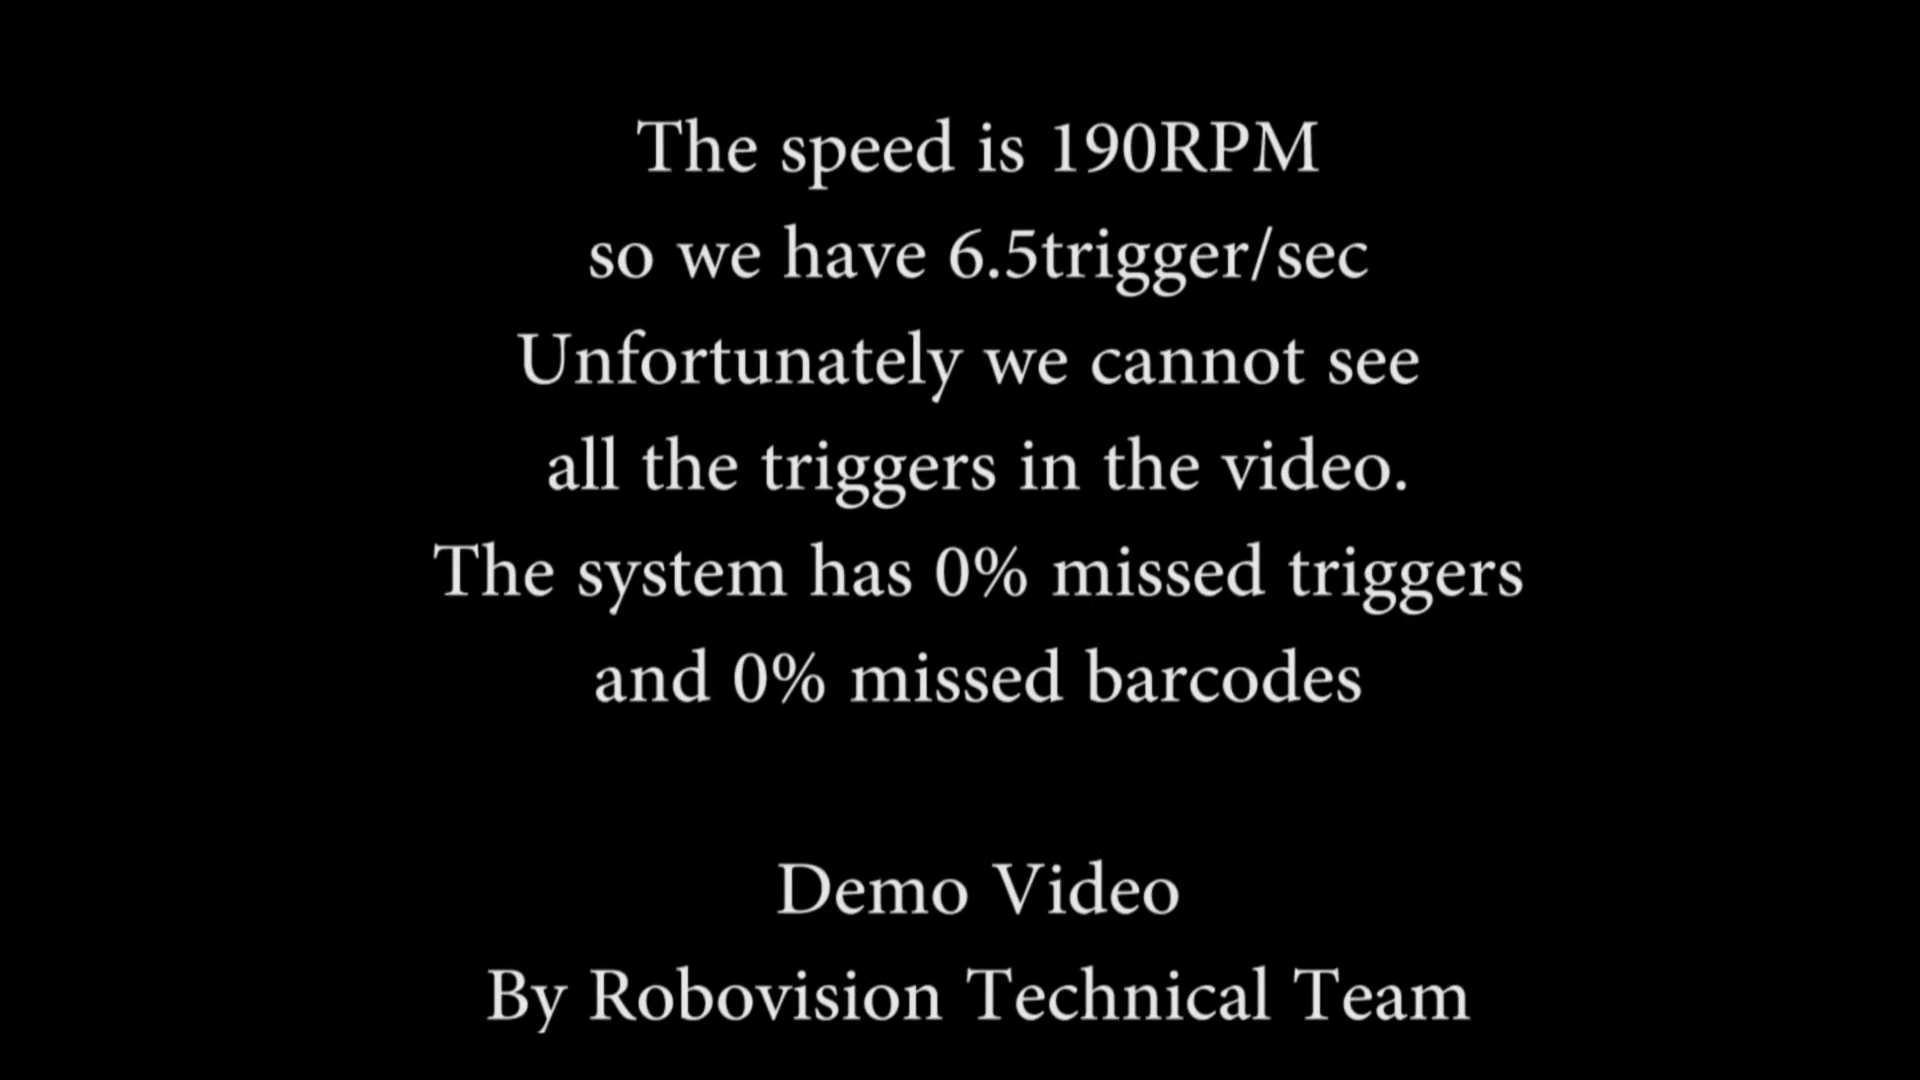 The speed is 190RPM
so we have 6.5trigger/sec
Unfortunately we cannot see
all the triggers in the video.
The system has 0% missed triggers
and 0% missed barcodes
Demo Video
By Robovision Technical Team